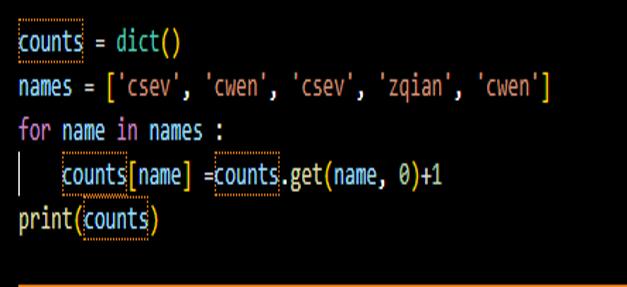 counts = dict()
names = ['csev', 'cwen', 'csev', 'zqian', 'cwen']
for name in names :
    counts[name] =counts.get(name, 0)+1
print(counts)